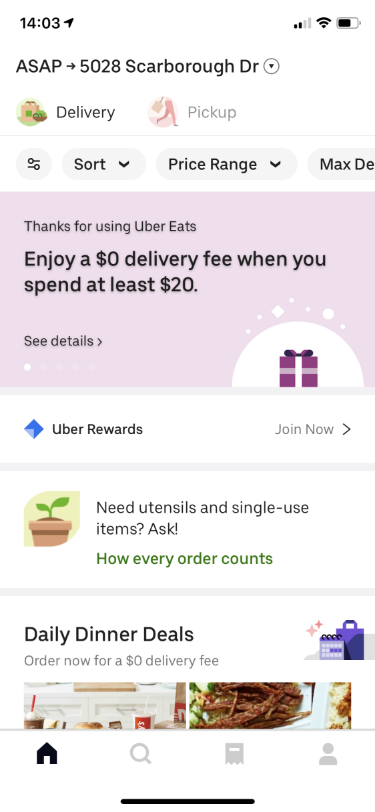 14:03
ASAP → 5028 Scarborough Dr
Delivery
Pickup
Sort
Price Range
Max De
Thanks for using Uber Eats
Enjoy a $0 delivery fee when you
spend at least $20.
See details ›
Uber Rewards
Join Now
Need utensils and single-use
items? Ask!
How every order counts
Daily Dinner Deals
Order now for a $0 delivery fee